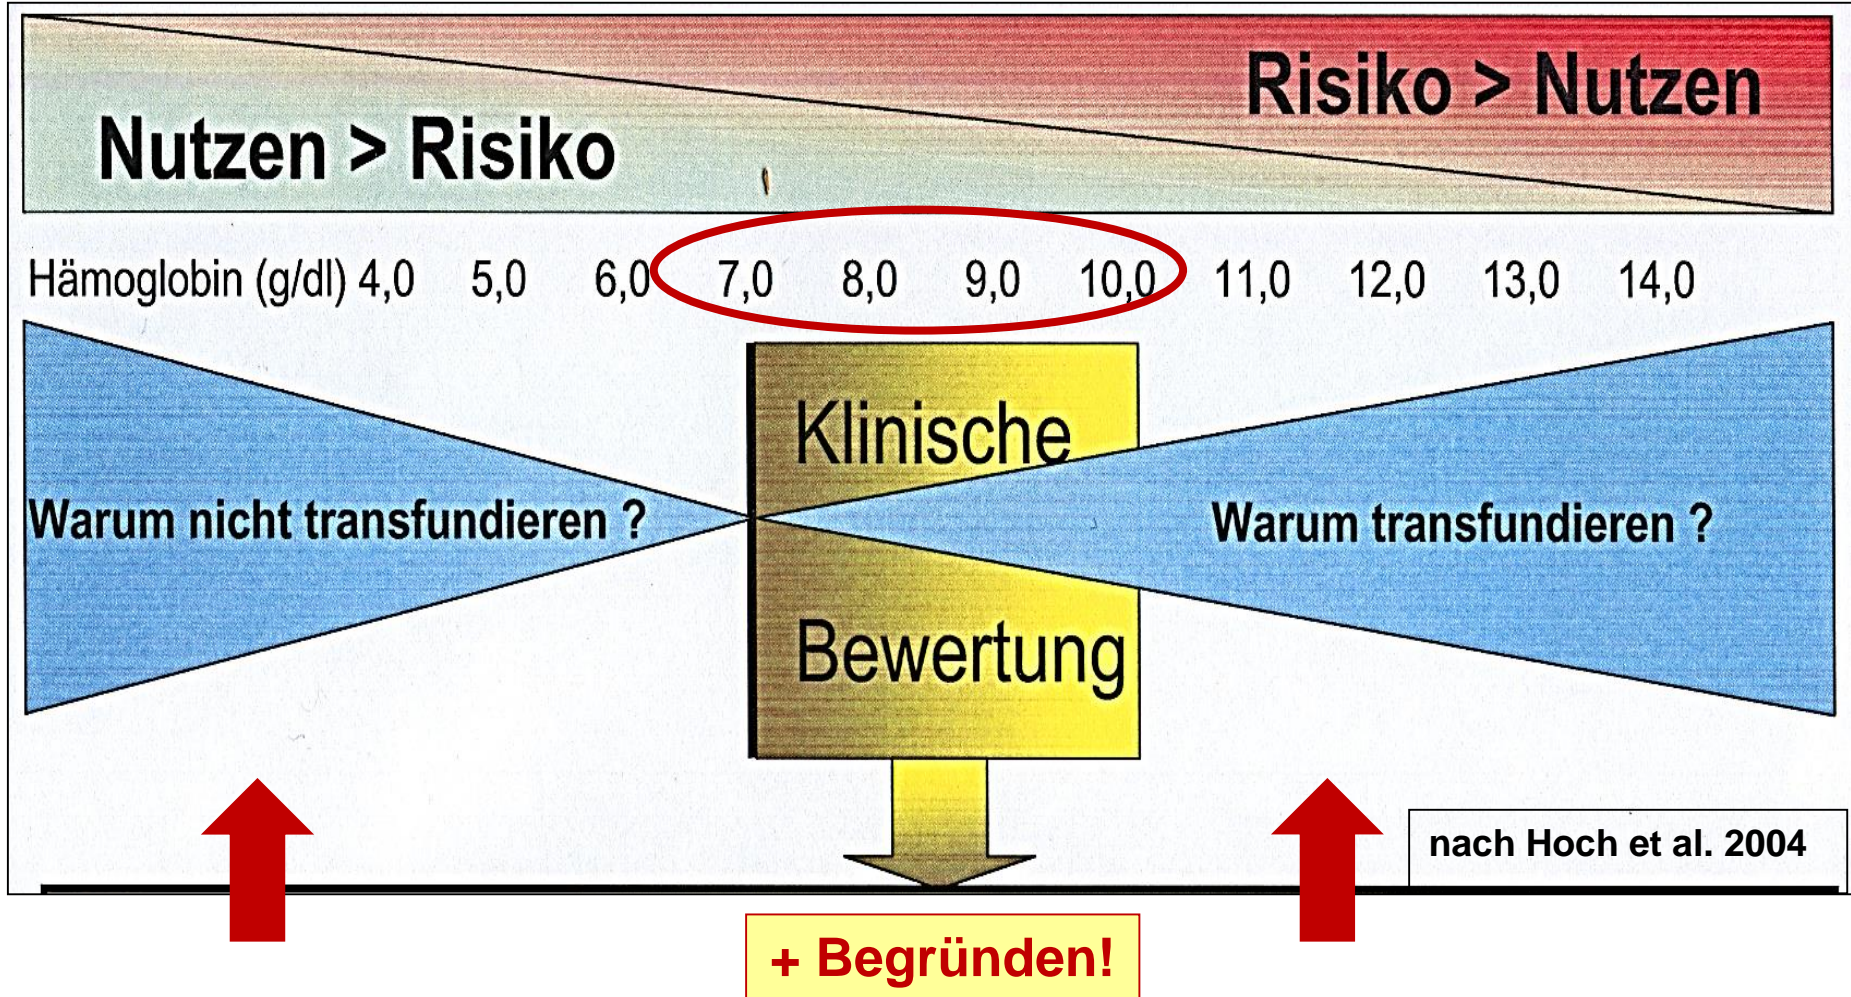 Risiko > Nutzen
Nutzen > Risiko
Hämoglobin (g/dl) 4,0 5,0 6,0 7,0 8,0 9,0 10,0 11,0 12,0 13,0 14,0
Klinische
Warum nicht transfundieren ?
Warum transfundieren ?
Bewertung
nach Hoch et al. 2004
+ Begründen!